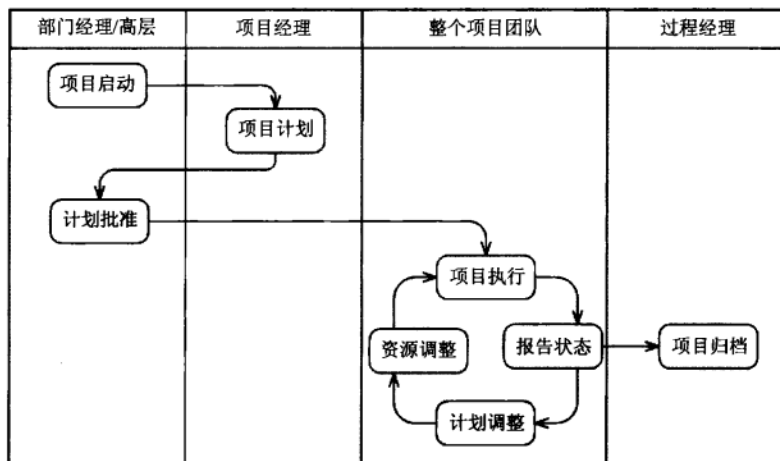 部门经理/高层
项目经理
整个项目团队
过程经理
项目启动
项目计划
计划批准
项目执行
资源调整
报告状态
项目归档
计划调整